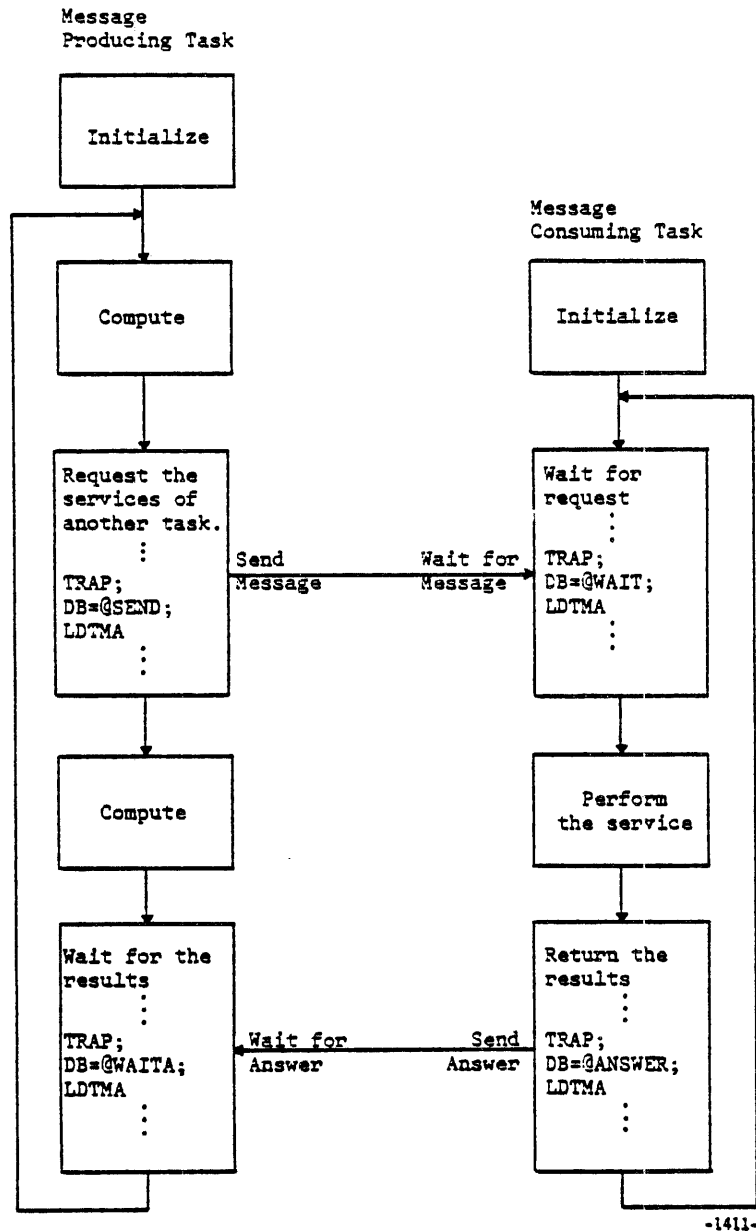 Message
Producing Task
Initialize
Compute
Request the
services of
another task.
TRAP;
DB=@SEND;
LDTMA
Send
Message
Compute
Wait for the
results
TRAP;
DB=@WAITA;
LDTMA
Wait for
Answer
Message
Consuming Task
Initialize
Wait for
Message
Wait for
request
TRAP;
DB=@WAIT;
LDTMA
Perform
the service
Send
Answer
Return the
results
TRAP;
DB=@ANSWER;
LDTMA
-1411-